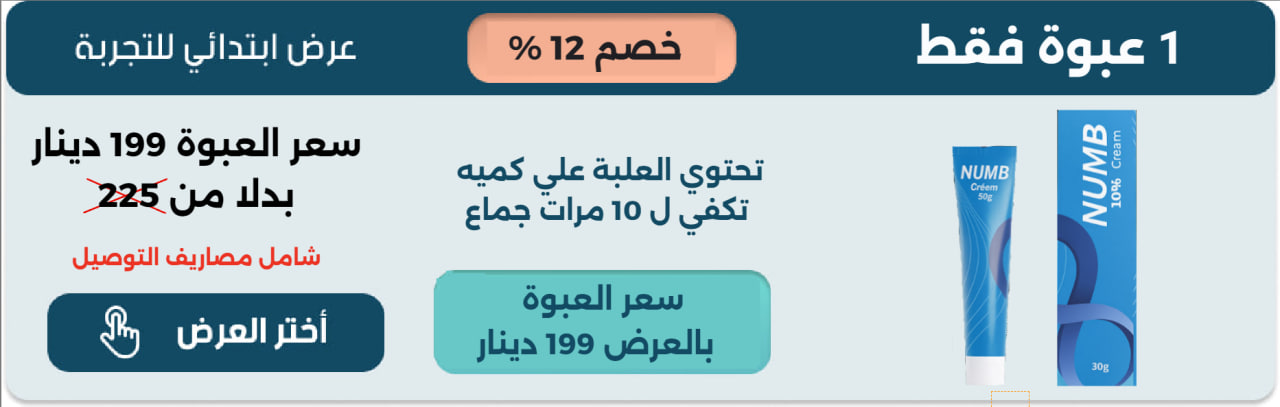 1 عبوة فقط
خصم 12 %
عرض ابتدائي للتجربة
NUMB
10% Cream
30g
NUMB
Créem
50g
تحتوي العلبة علي كميه
تكفي ل 10 مرات جماع
سعر العبوة
بالعرض 199 دينار
سعر العبوة 199 دينار
بدلا من 225
شامل مصاريف التوصيل
أختر العرض